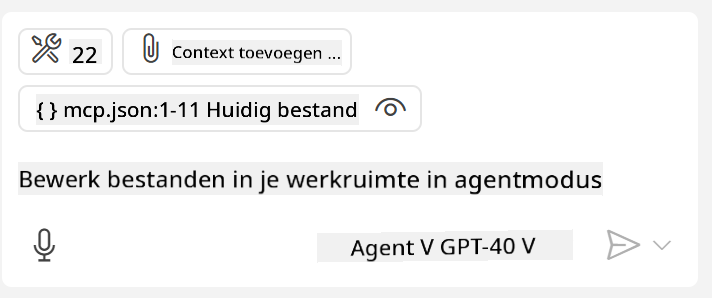 22 Context toevoegen ...
{ } mcp.json:1-11 Huidig bestand
Bewerk bestanden in je werkruimte in agentmodus
Agent V GPT-40 V